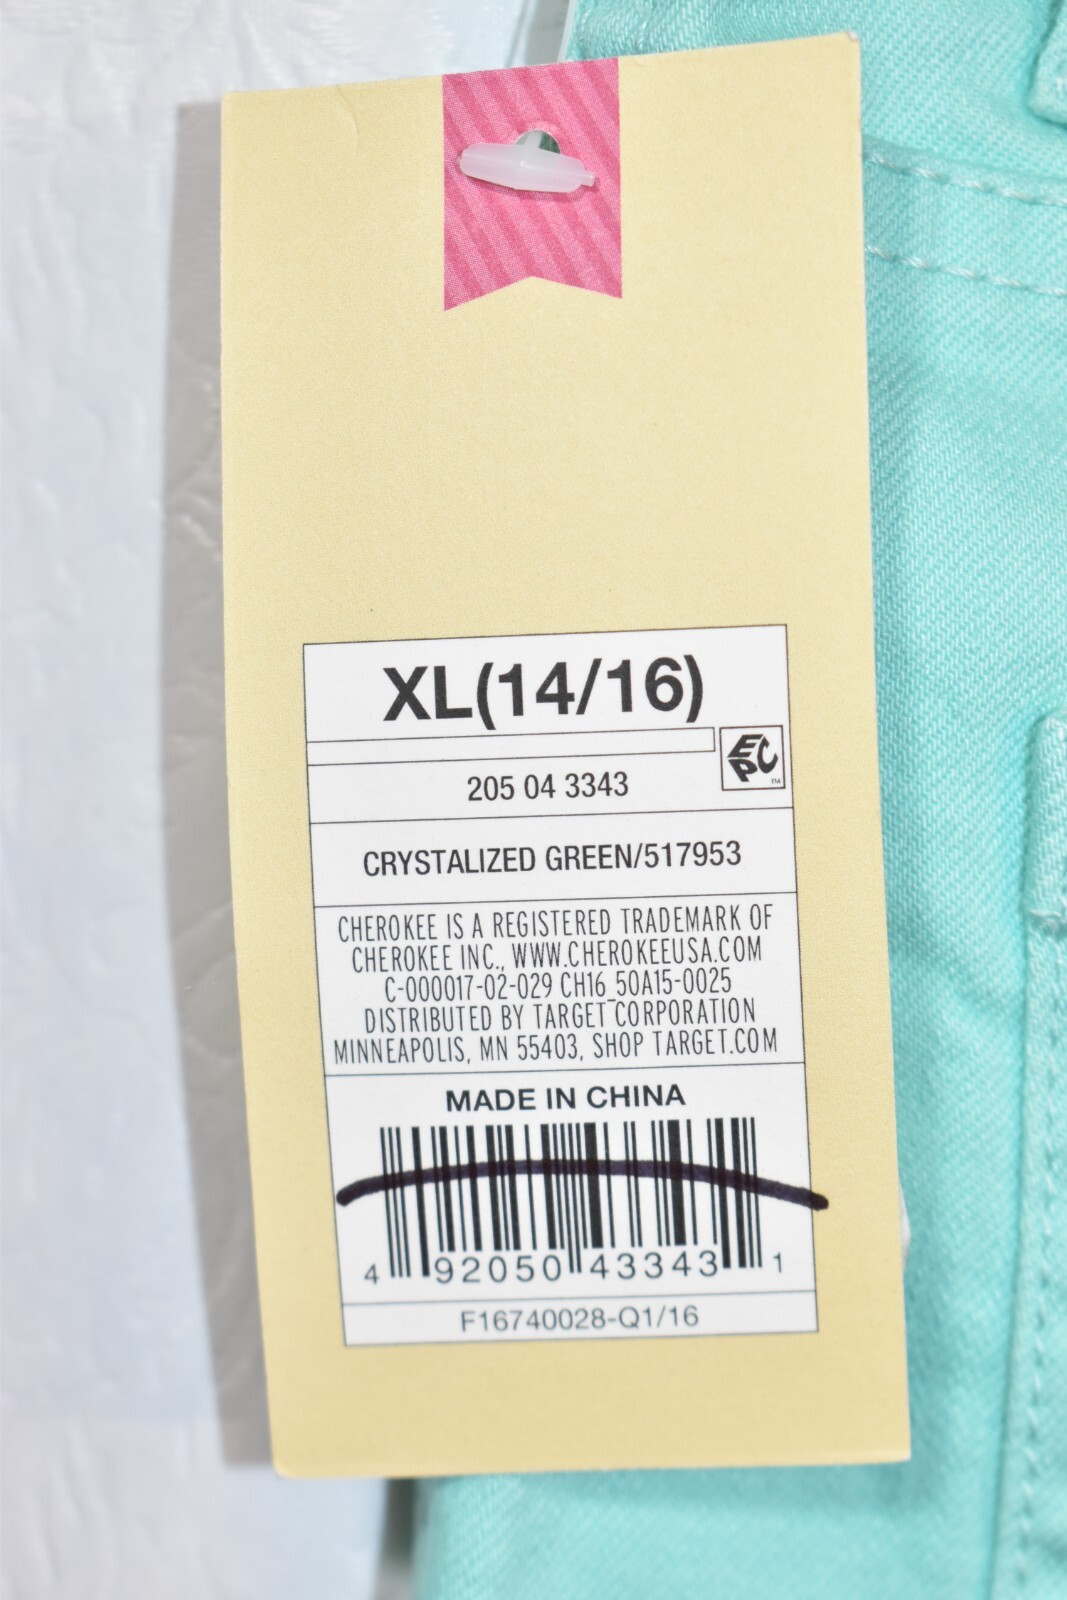 XL(14/16)
EPC
TM
205 04 3343
CRYSTALIZED GREEN/517953
CHEROKEE IS A REGISTERED TRADEMARK OF
CHEROKEE INC., WWW.CHEROKEEUSA.COM
C-000017-02-029 CH16_50A15-0025
DISTRIBUTED BY TARGET CORPORATION
MINNEAPOLIS, MN 55403, SHOP TARGET.COM
MADE IN CHINA
4 92050 43343 1
F16740028-Q1/16